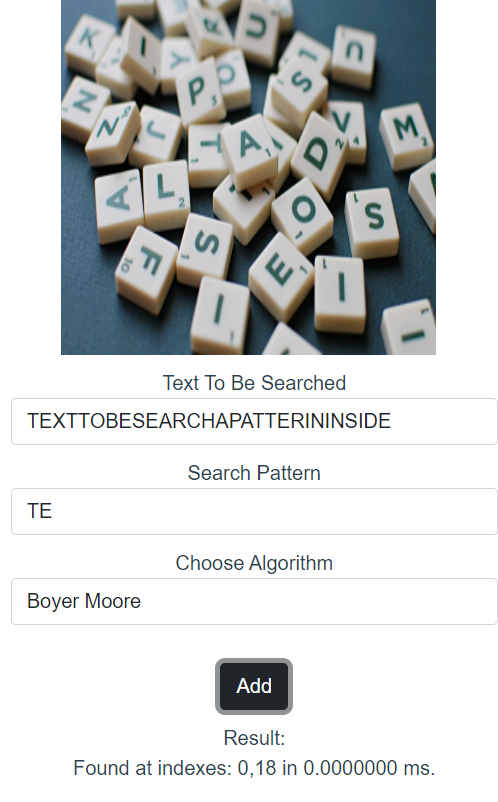 Text To Be Searched
TEXTTOBESEARCHAPATTERININSIDE
Search Pattern
TE
Choose Algorithm
Boyer Moore
Add
Result:
Found at indexes: 0,18 in 0.0000000 ms.